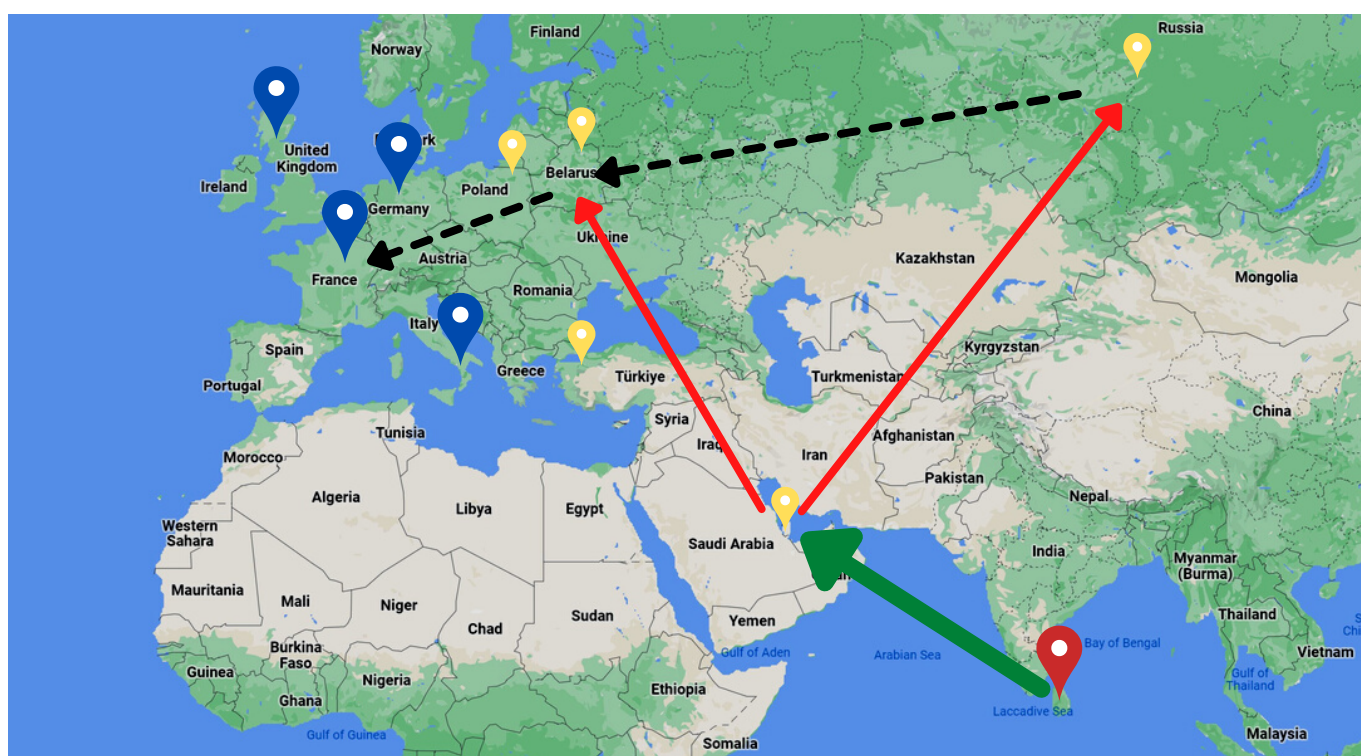 Finland
Russia
Norway
United
Kingdom
Ireland
Belarus
Poland
Germany
Ukraine
Austria
Kazakhstan
France
Mongolia
Romania
Italy
Spain
Kyrgyzstan
Greece
Türkiye
Turkmenistan
Portugal
China
Syria
Tunisia
Afghanistan
Iraq
Iran
Morocco
Pakistan
Nepal
Algeria
Libya
Egypt
Western
Sahara
Saudi Arabia
India
Myanmar
(Burma)
Mauritania
Mali
Niger
Sudan
Thailand
Chad
Yemen
Bay of Bengal
Burkina
Faso
Gulf of Aden
Arabian Sea
Vietnam
Guinea
Nigeria
Gulf of
Thailand
Ethiopia
Ghana
Laccadive Sea
Gulf of Guinea
Malaysia
Somalia